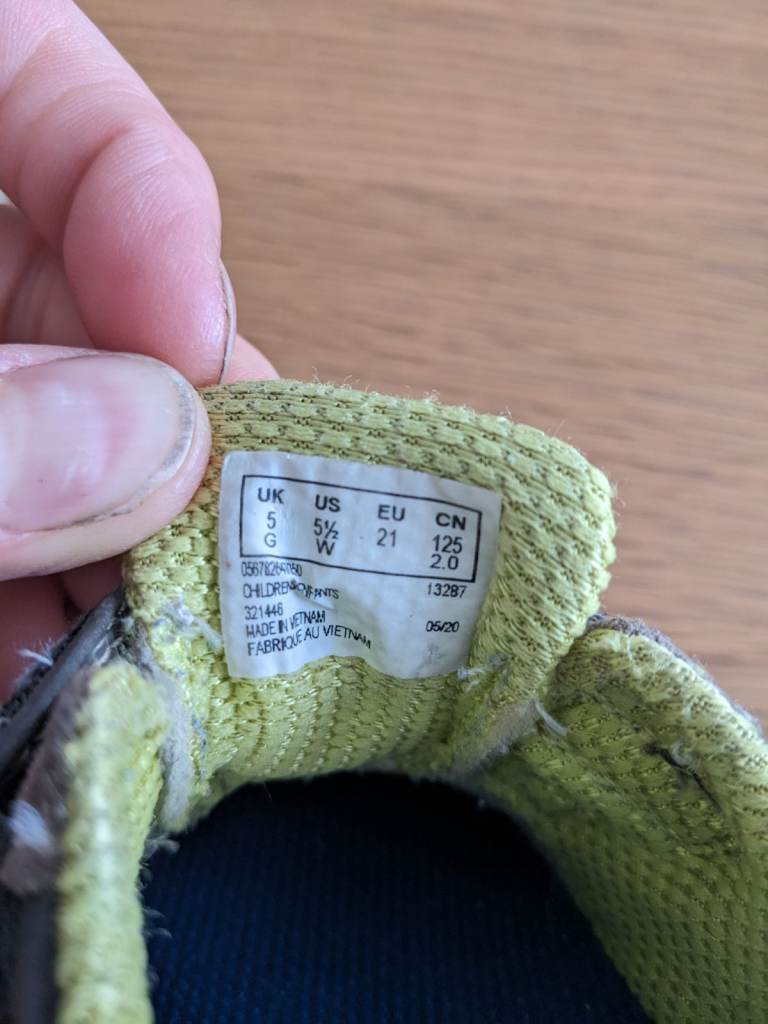 UK US EU CN
5 5½ 21 125
G W 2.0
13287
321446
MADE IN VIETNAM 05/20
FABRIQUE AU VIETNAM